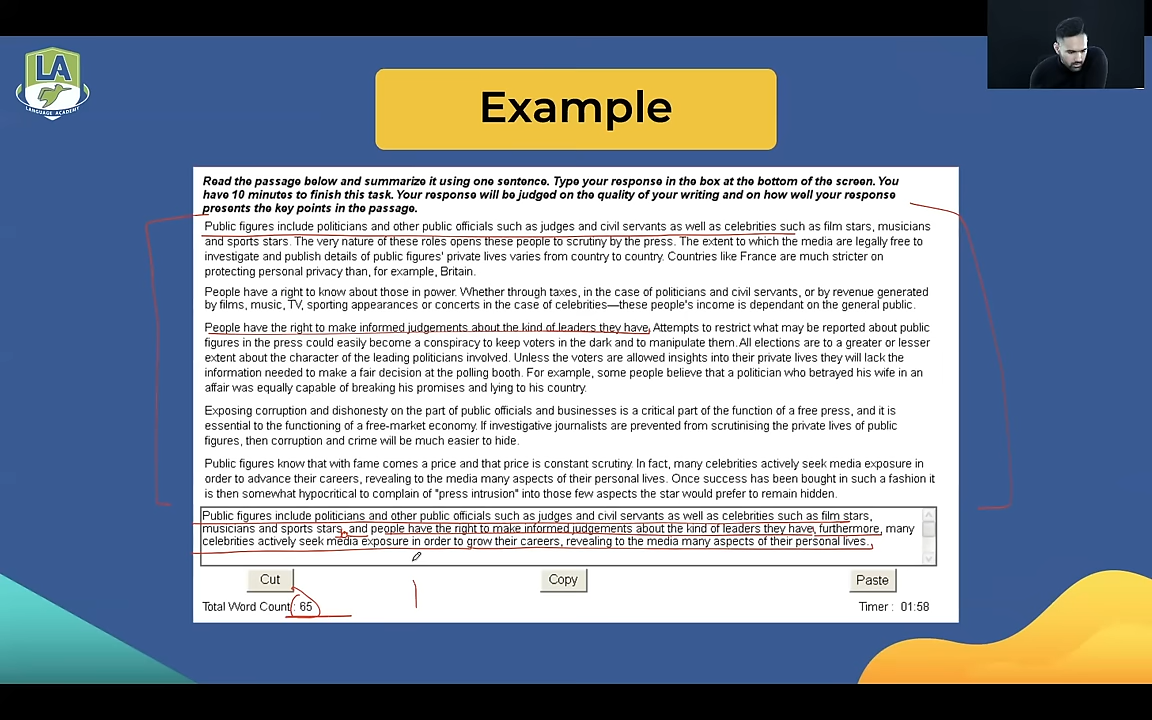 LA
LANGUAGE ACADEMY
Example
Read the passage below and summarize it using one sentence. Type your response in the box at the bottom of the screen. You
have 10 minutes to finish this task. Your response will be judged on the quality of your writing and on how well your response
presents the key points in the passage.
Public figures include politicians and other public officials such as judges and civil servants as well as celebrities such as film stars, musicians
and sports stars. The very nature of these roles opens these people to scrutiny by the press. The extent to which the media are legally free to
investigate and publish details of public figures' private lives varies from country to country. Countries like France are much stricter on
protecting personal privacy than, for example, Britain.
People have a right to know about those in power. Whether through taxes, in the case of politicians and civil servants, or by revenue generated
by films, music, TV, sporting appearances or concerts in the case of celebrities—these people's income is dependant on the general public.
People have the right to make informed judgements about the kind of leaders they have. Attempts to restrict what may be reported about public
figures in the press could easily become a conspiracy to keep voters in the dark and to manipulate them. All elections are to a greater or lesser
extent about the character of the leading politicians involved. Unless the voters are allowed insights into their private lives they will lack the
information needed to make a fair decision at the polling booth. For example, some people believe that a politician who betrayed his wife in an
affair was equally capable of breaking his promises and lying to his country.
Exposing corruption and dishonesty on the part of public officials and businesses is a critical part of the function of a free press, and it is
essential to the functioning of a free-market economy. If investigative journalists are prevented from scrutinising the private lives of public
figures, then corruption and crime will be much easier to hide.
Public figures know that with fame comes a price and that price is constant scrutiny. In fact, many celebrities actively seek media exposure in
order to advance their careers, revealing to the media many aspects of their personal lives. Once success has been bought in such a fashion it
is then somewhat hypocritical to complain of "press intrusion" into those few aspects the star would prefer to remain hidden.
Public figures include politicians and other public officials such as judges and civil servants as well as celebrities such as film stars,
musicians and sports stars, and people have the right to make informed judgements about the kind of leaders they have, furthermore, many
celebrities actively seek media exposure in order to grow their careers, revealing to the media many aspects of their personal lives.
Cut Copy Paste
Total Word Count : 65 Timer : 01:58